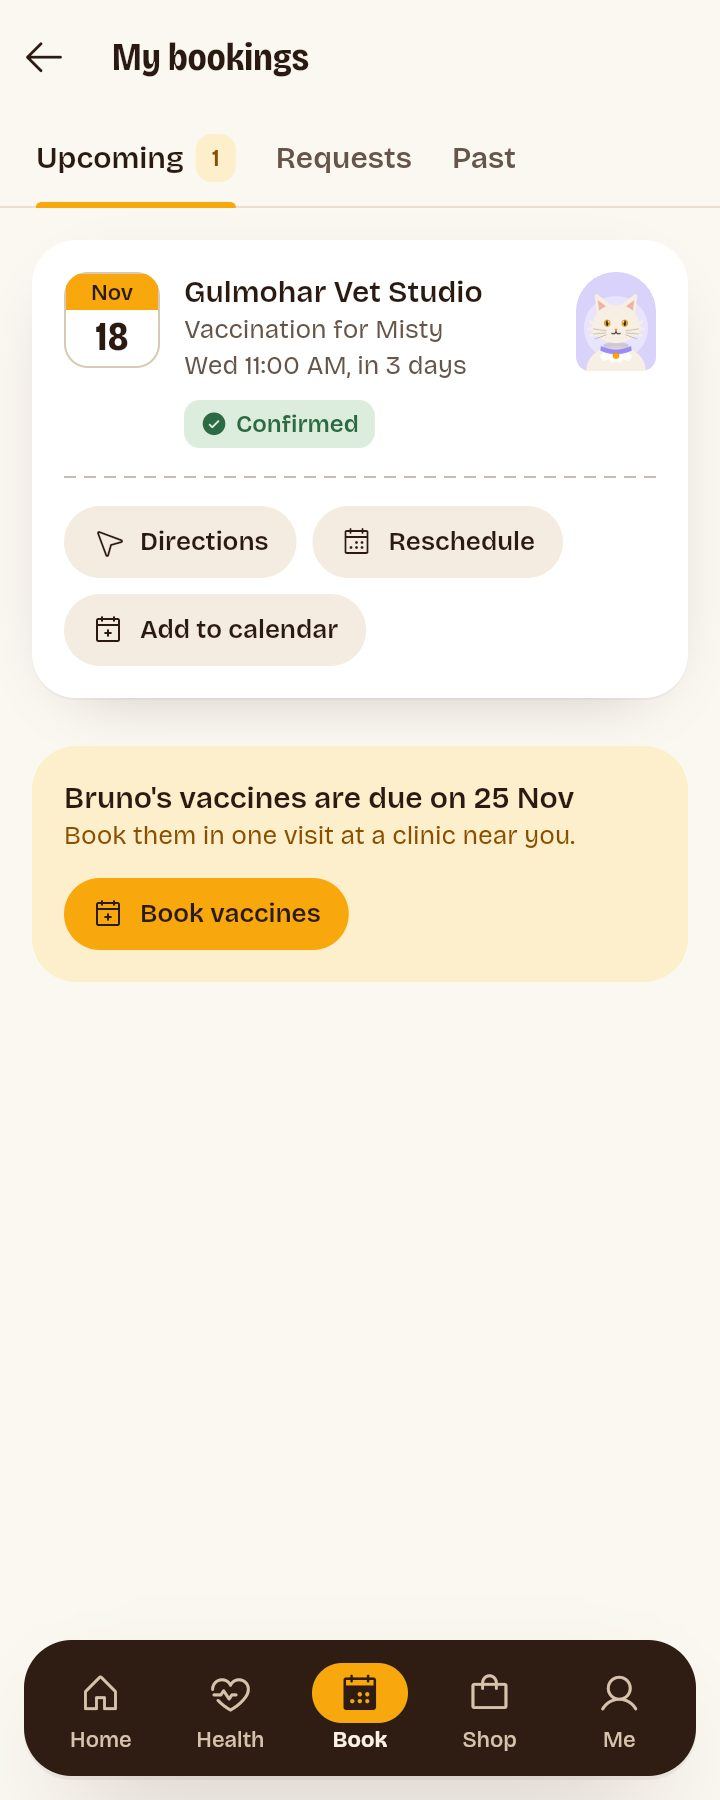 My bookings
Upcoming 1 Requests Past
Nov
18
Gulmohar Vet Studio
Vaccination for Misty
Wed 11:00 AM, in 3 days
Confirmed
Directions
Reschedule
Add to calendar
Bruno's vaccines are due on 25 Nov
Book them in one visit at a clinic near you.
Book vaccines
Home Health Book Shop Me